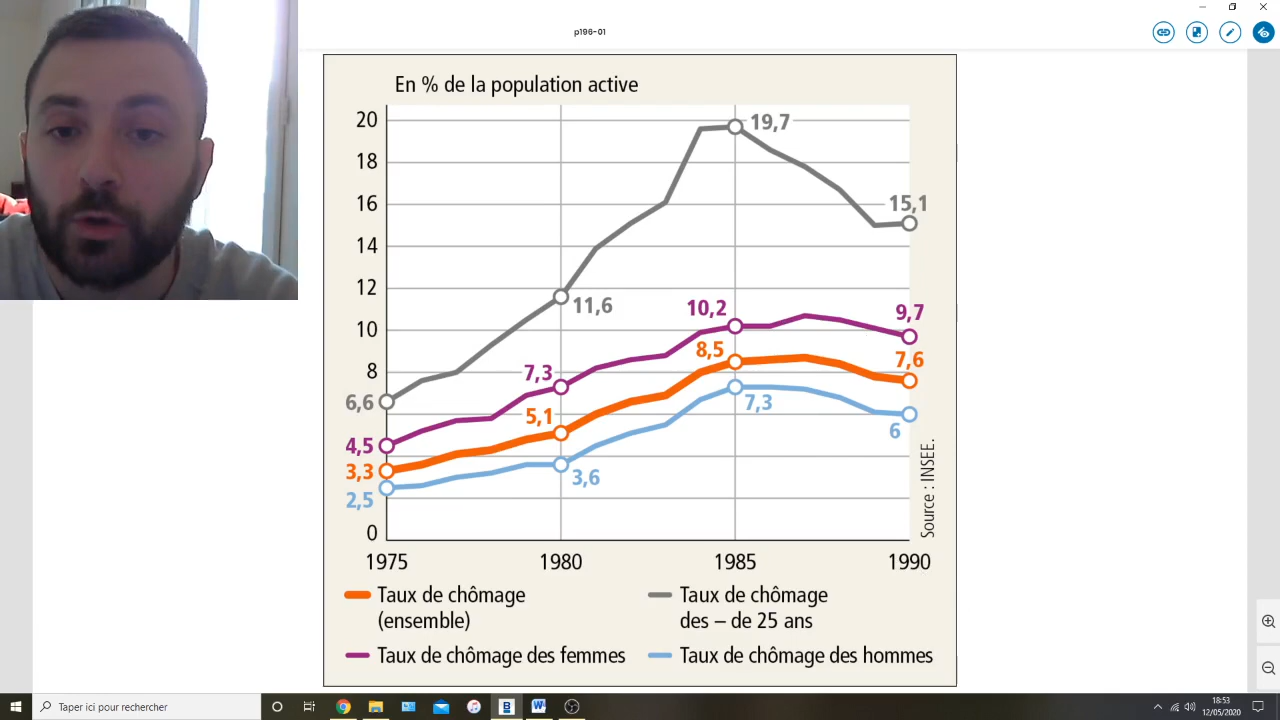 p196-01
En % de la population active
20
18
16
14
12
10
8
0
6,6
4,5
3,3
2,5
11,6
7,3
5,1
3,6
19,7
10,2
8,5
7,3
15,1
9,7
7,6
6
Source : INSEE.
1975 1980 1985 1990
Taux de chômage
(ensemble)
Taux de chômage
des – de 25 ans
Taux de chômage des femmes
Taux de chômage des hommes
Taper ici pour rechercher
18:53
12/05/2020